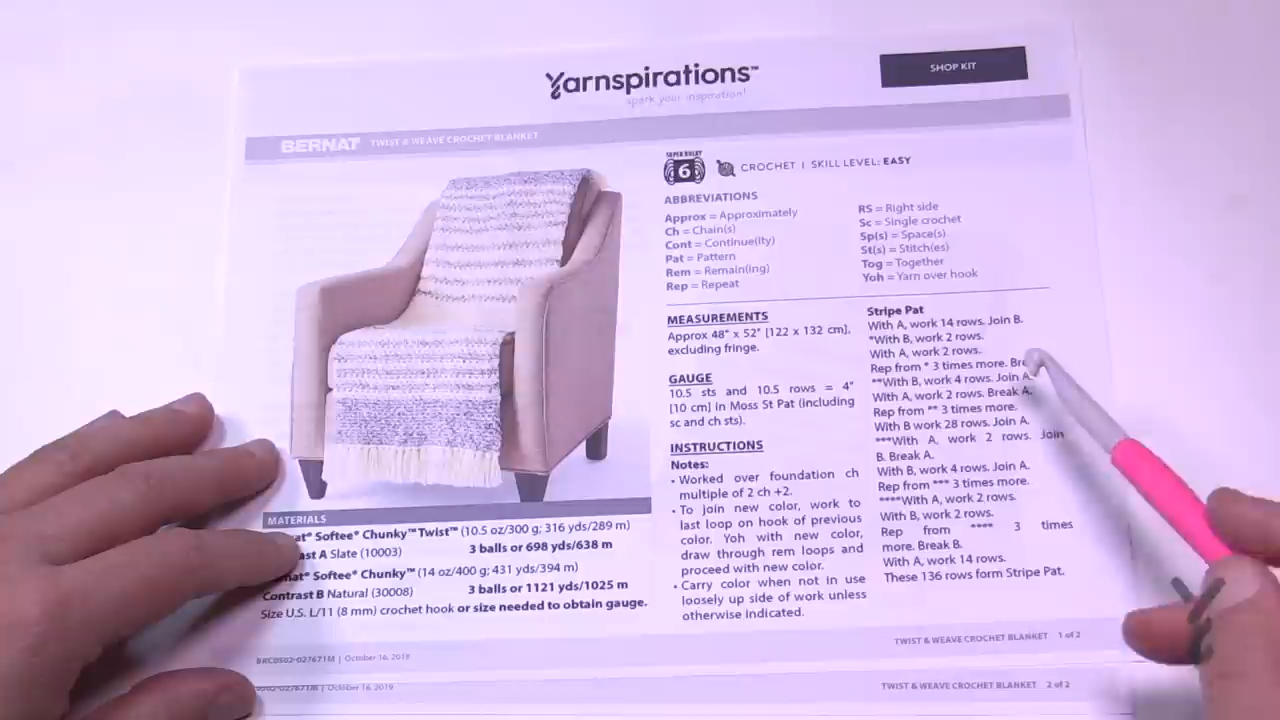 Yarnspirations™
spark your inspiration!
SHOP KIT
BERNAT TWIST & WEAVE CROCHET BLANKET
SUPER BULKY
6
CROCHET | SKILL LEVEL: EASY
ABBREVIATIONS
Approx = Approximately
Ch = Chain(s)
Cont = Continue(ity)
Pat = Pattern
Rem = Remain(ing)
Rep = Repeat
RS = Right side
Sc = Single crochet
Sp(s) = Space(s)
St(s) = Stitch(es)
Tog = Together
Yoh = Yarn over hook
MEASUREMENTS
Approx 48" x 52" [122 x 132 cm],
excluding fringe.
GAUGE
10.5 sts and 10.5 rows = 4"
[10 cm] in Moss St Pat (including
sc and ch sts).
INSTRUCTIONS
Notes:
• Worked over foundation ch
multiple of 2 ch +2.
• To join new color, work to
last loop on hook of previous
color. Yoh with new color,
draw through rem loops and
proceed with new color.
• Carry color when not in use
loosely up side of work unless
otherwise indicated.
Stripe Pat
With A, work 14 rows. Join B.
*With B, work 2 rows.
With A, work 2 rows.
Rep from * 3 times more.
**With B, work 4 rows. Join A.
With A, work 2 rows. Break A.
Rep from ** 3 times more.
With B work 28 rows. Join A.
***With A, work 2 rows. Join
B. Break A.
With B, work 4 rows. Join A.
Rep from *** 3 times more.
****With A, work 2 rows.
With B, work 2 rows.
Rep from **** 3 times
more. Break B.
With A, work 14 rows.
These 136 rows form Stripe Pat.
MATERIALS
Softee® Chunky™ Twist™ (10.5 oz/300 g; 316 yds/289 m)
A Slate (10003) 3 balls or 698 yds/638 m
Softee® Chunky™ (14 oz/400 g; 431 yds/394 m)
Contrast B Natural (30008) 3 balls or 1121 yds/1025 m
Size U.S. L/11 (8 mm) crochet hook or size needed to obtain gauge.
BRC0502-027671M | October 16, 2019
TWIST & WEAVE CROCHET BLANKET 1 of 2
October 16, 2019
TWIST & WEAVE CROCHET BLANKET 2 of 2